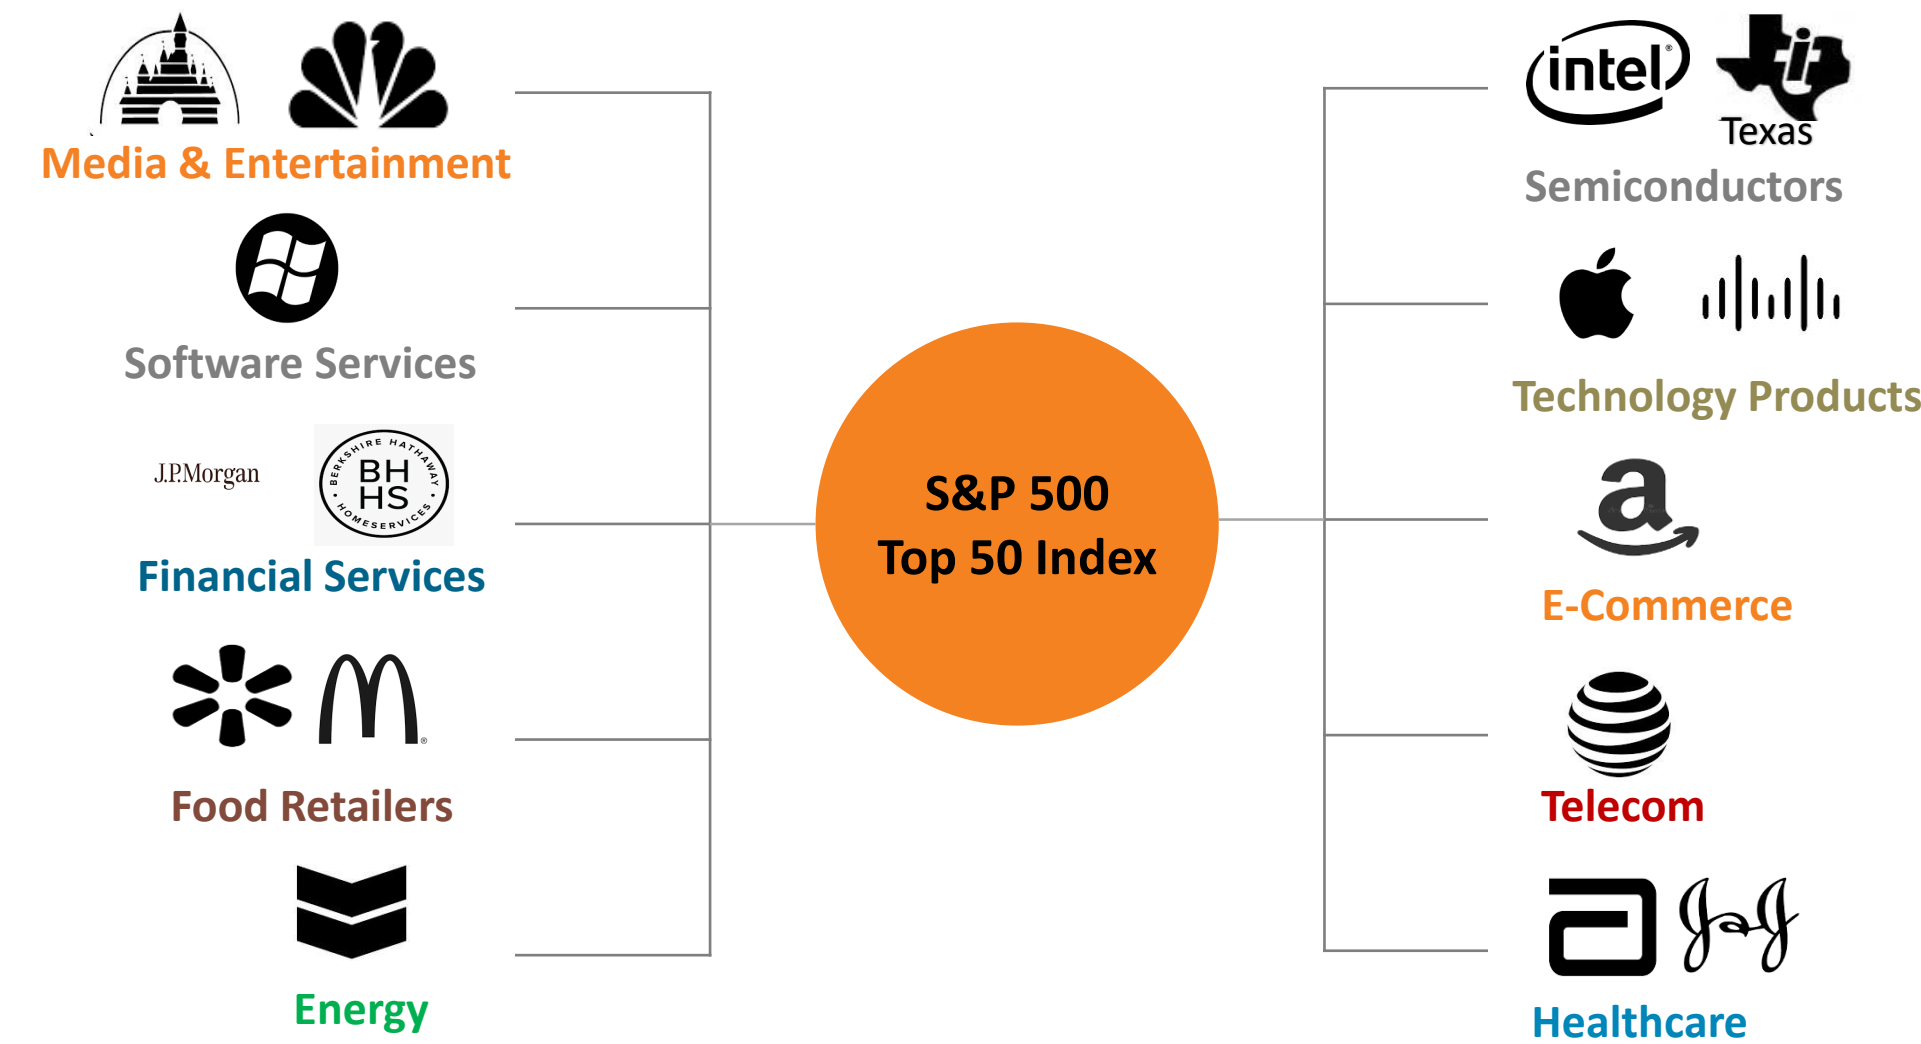 Media & Entertainment
Software Services
J.P.Morgan
BERKSHIRE HATHAWAY
BH
HS
HOMESERVICES
Financial Services
Food Retailers
®
Energy
S&P 500
Top 50 Index
intel®
Texas
Semiconductors
Technology Products
a
E-Commerce
Telecom
J&J
Healthcare